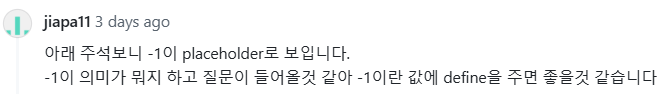 jiapa11 3 days ago
아래 주석보니 -1이 placeholder로 보입니다.
-1이 의미가 뭐지 하고 질문이 들어올것 같아 -1이란 값에 define을 주면 좋을것 같습니다